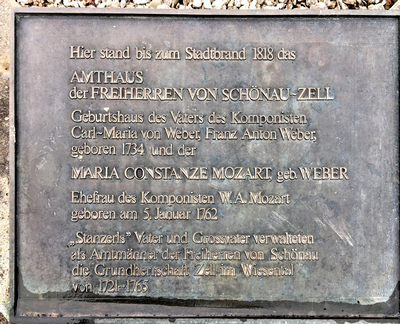 Hier stand bis zum Stadtbrand 1818 das
AMTHAUS
der FREIHERREN VON SCHÖNAU-ZELL
Geburtshaus des Vaters des Komponisten
Carl-Maria von Weber, Franz Anton Weber,
geboren 1734 und der
MARIA CONSTANZE MOZART, geb. WEBER
Ehefrau des Komponisten W. A. Mozart
geboren am 5. Januar 1762
„Stanzerls" Vater und Grossvater verwalteten
als Amtmänner der Freiherren von Schönau
die Grundherrschaft Zell im Wiesental
von 1721-1765